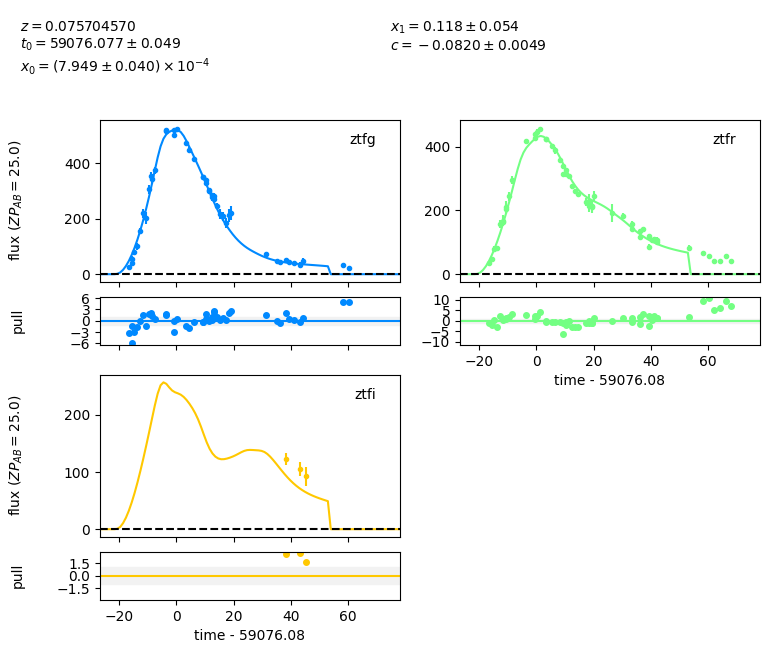 z = 0.075704570
t₀ = 59076.077 ± 0.049
x₀ = (7.949 ± 0.040) × 10⁻⁴
x₁ = 0.118 ± 0.054
c = −0.0820 ± 0.0049
flux (ZP_AB = 25.0)
ztfg
400
200
0
pull
6
3
0
−3
−6
ztfr
400
200
0
10
5
0
−5
−10
−20 0 20 40 60
time - 59076.08
flux (ZP_AB = 25.0)
ztfi
200
100
0
pull
1.5
0.0
−1.5
−20 0 20 40 60
time - 59076.08